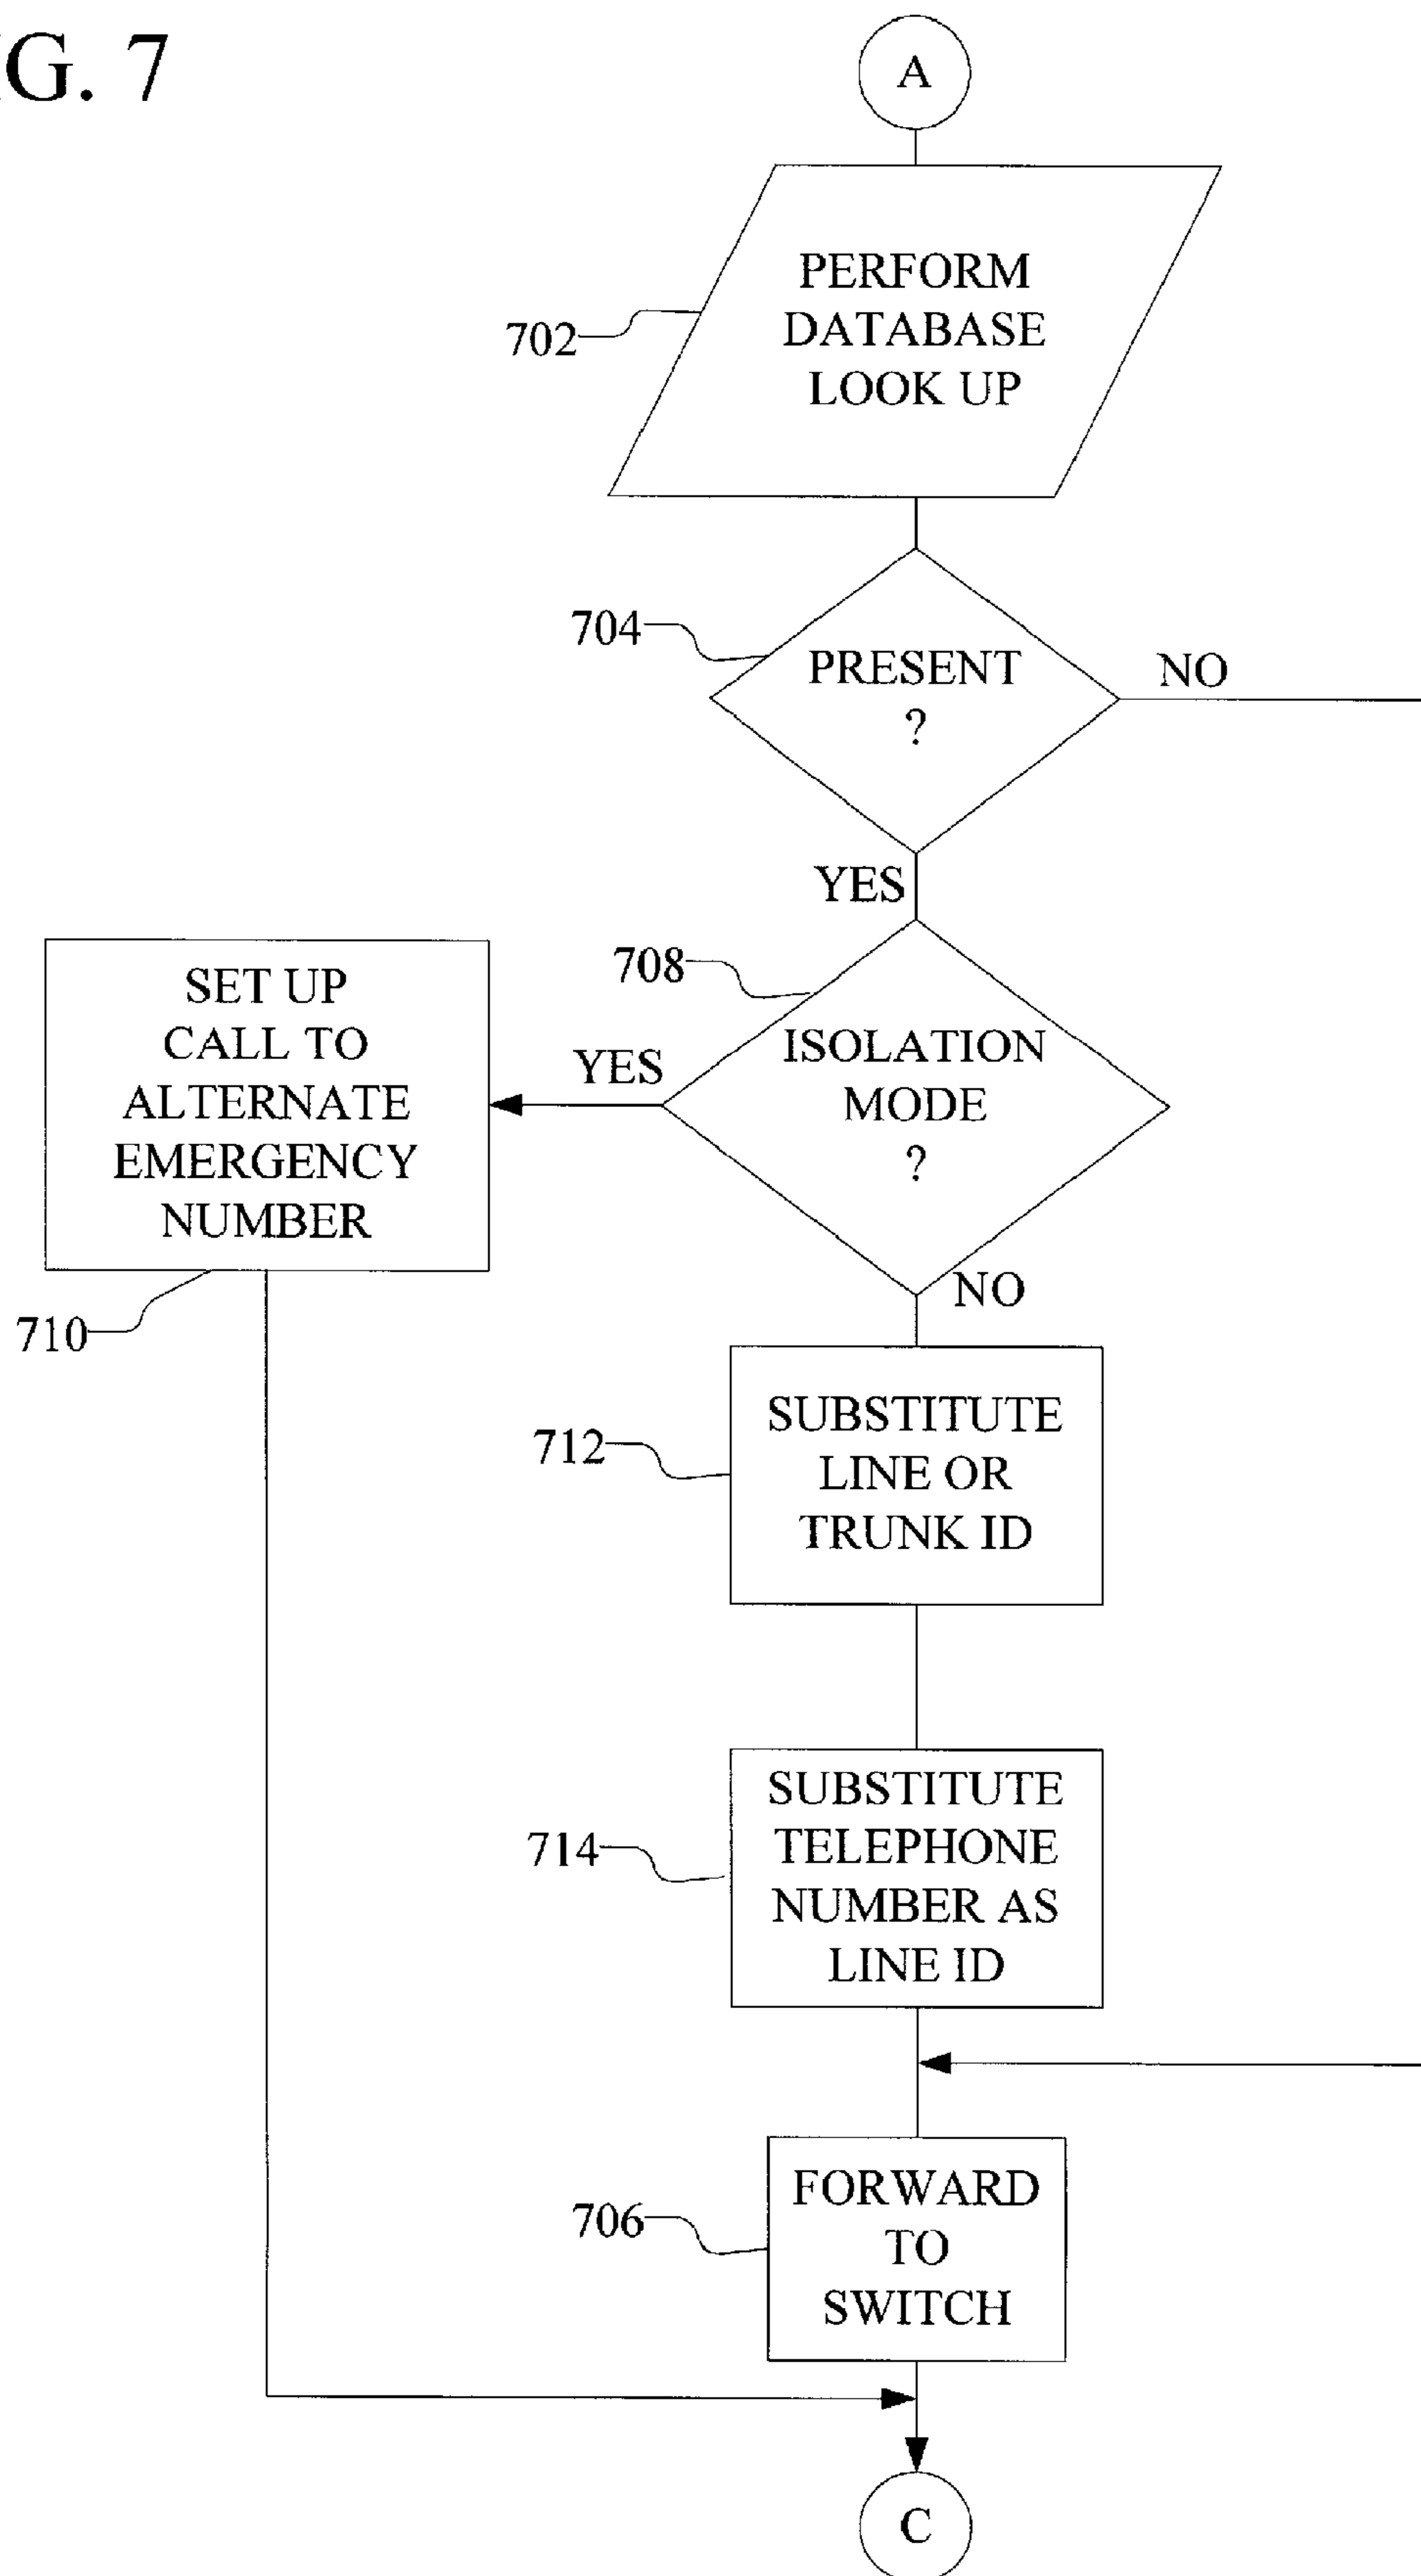 G. 7
A
PERFORM
DATABASE
LOOK UP
702
704
PRESENT
?
NO
YES
708
ISOLATION
MODE
?
YES
SET UP
CALL TO
ALTERNATE
EMERGENCY
NUMBER
710
NO
712
SUBSTITUTE
LINE OR
TRUNK ID
714
SUBSTITUTE
TELEPHONE
NUMBER AS
LINE ID
706
FORWARD
TO
SWITCH
C